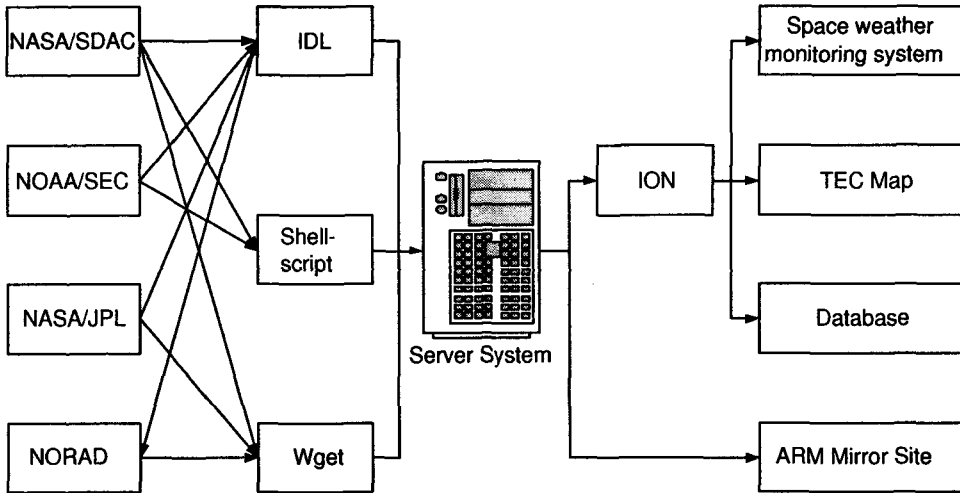 NASA/SDAC
IDL
Space weather
monitoring system
NOAA/SEC
ION
TEC Map
Shell-
script
NASA/JPL
Database
Server System
NORAD
Wget
ARM Mirror Site